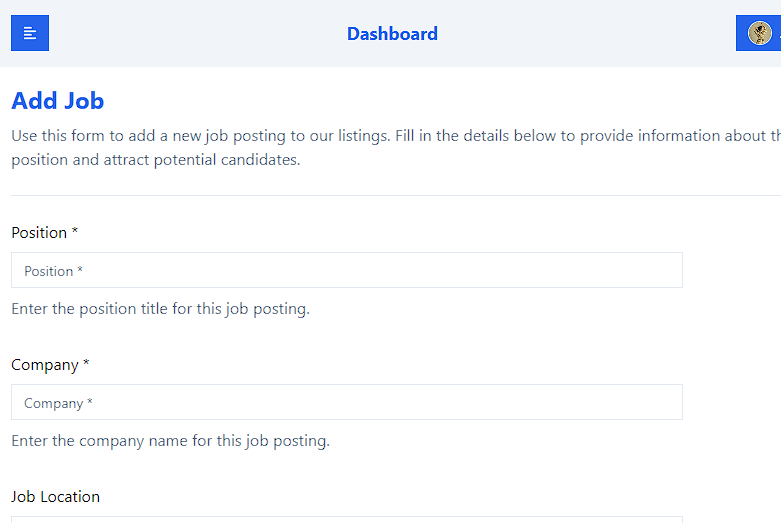 Dashboard
Add Job
Use this form to add a new job posting to our listings. Fill in the details below to provide information about
position and attract potential candidates.
Position *
Position *
Enter the position title for this job posting.
Company *
Company *
Enter the company name for this job posting.
Job Location